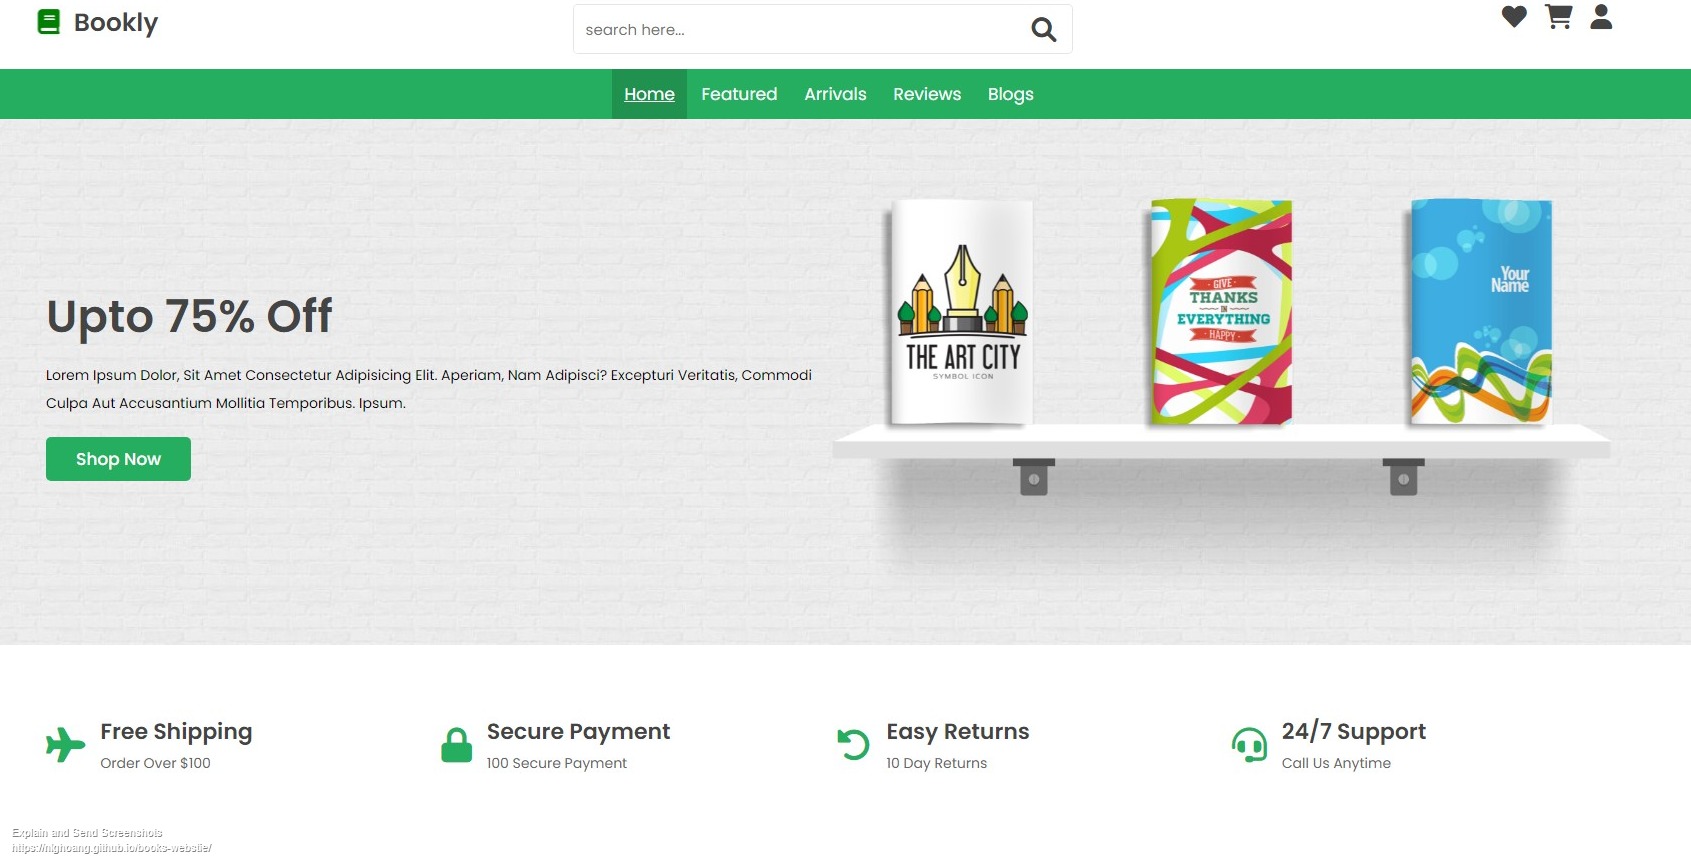 Bookly
search here...
Home Featured Arrivals Reviews Blogs
Upto 75% Off
Lorem Ipsum Dolor, Sit Amet Consectetur Adipisicing Elit. Aperiam, Nam Adipisci? Excepturi Veritatis, Commodi
Culpa Aut Accusantium Mollitia Temporibus. Ipsum.
Shop Now
THE ART CITY
SYMBOL ICON
GIVE
THANKS
IN
EVERYTHING
HAPPY
Your
Name
Free Shipping
Order Over $100
Secure Payment
100 Secure Payment
Easy Returns
10 Day Returns
24/7 Support
Call Us Anytime
Explain and Send Screenshots
https://nighoang.github.io/books-webstie/